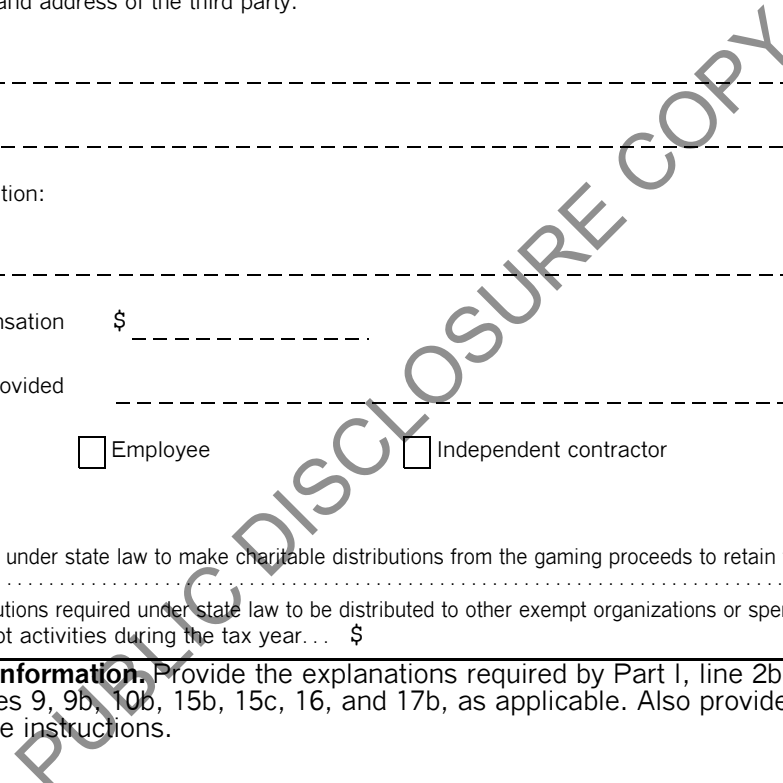 and address of the third party:
tion:
nsation $
ovided
Employee Independent contractor
under state law to make charitable distributions from the gaming proceeds to retain
utions required under state law to be distributed to other exempt organizations or spe
ot activities during the tax year... $
nformation. Provide the explanations required by Part I, line 2b
es 9, 9b, 10b, 15b, 15c, 16, and 17b, as applicable. Also provide
e instructions.
PUBLIC DISCLOSURE COPY